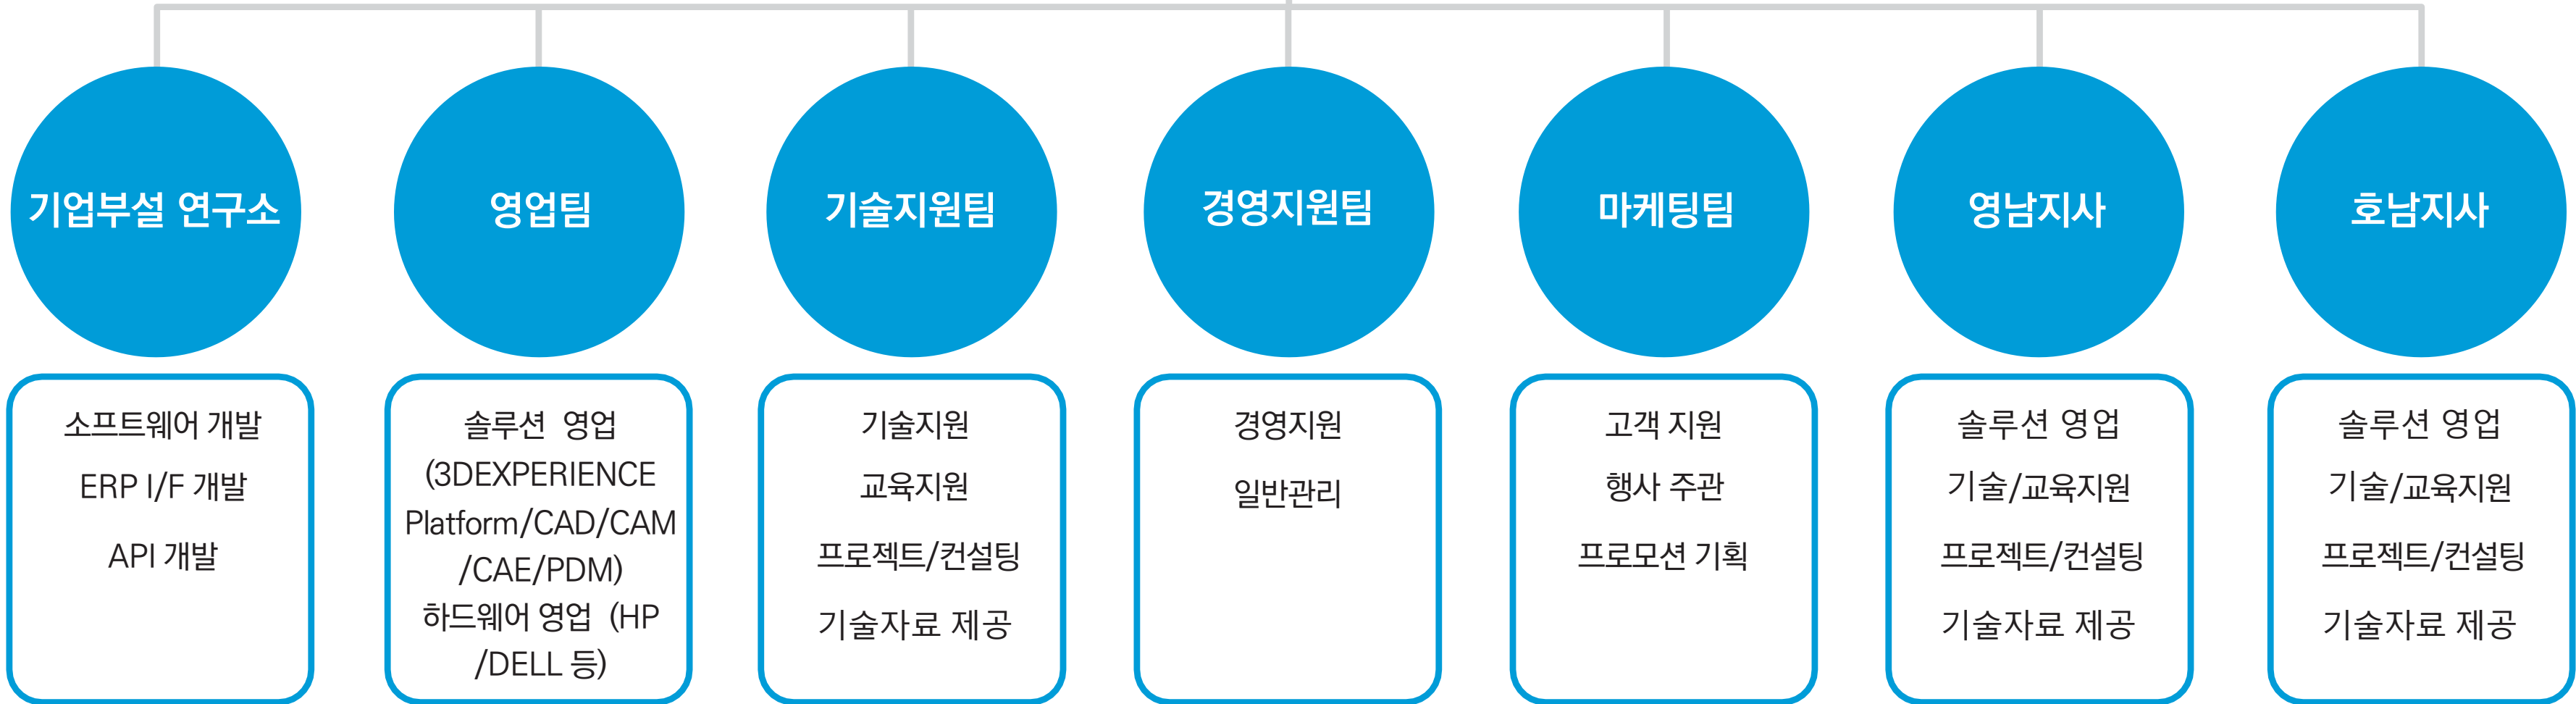 기업부설 연구소
소프트웨어 개발
ERP I/F 개발
API 개발
영업팀
솔루션 영업
(3DEXPERIENCE
Platform/CAD/CAM
/CAE/PDM)
하드웨어 영업 (HP
/DELL 등)
기술지원팀
기술지원
교육지원
프로젝트/컨설팅
기술자료 제공
경영지원팀
경영지원
일반관리
마케팅팀
고객 지원
행사 주관
프로모션 기획
영남지사
솔루션 영업
기술/교육지원
프로젝트/컨설팅
기술자료 제공
호남지사
솔루션 영업
기술/교육지원
프로젝트/컨설팅
기술자료 제공